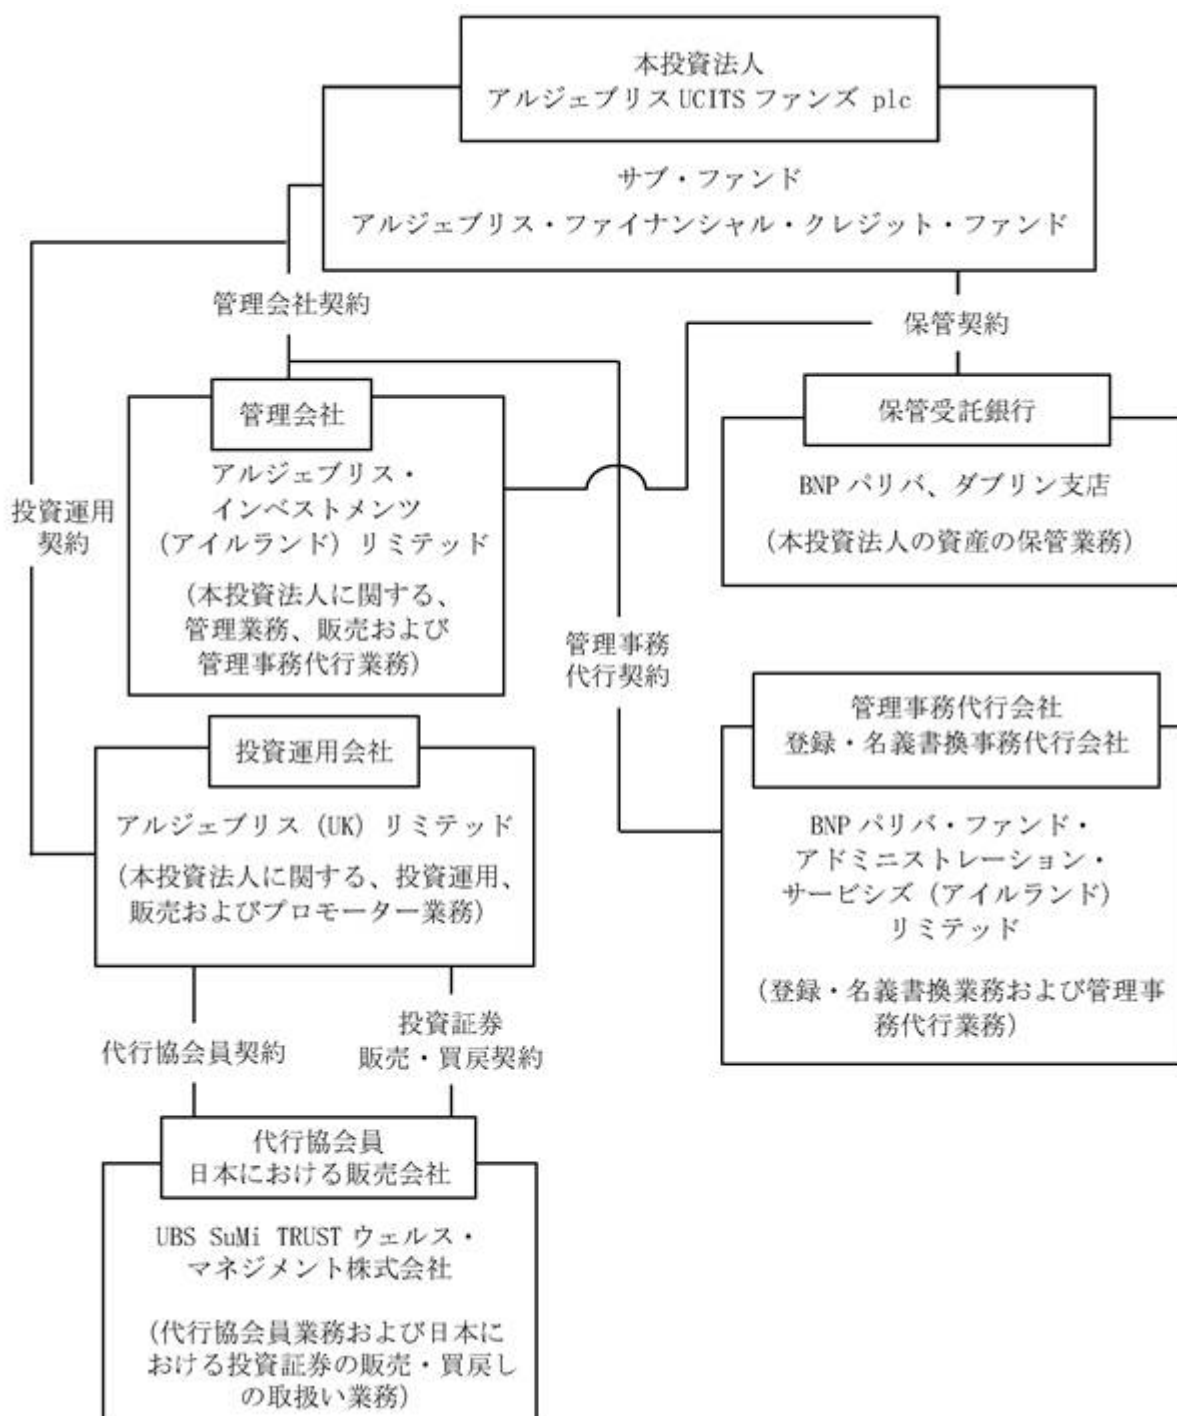 本投資法人
アルジェブリス UCITS ファンズ plc
サブ・ファンド
アルジェブリス・ファイナンシャル・クレジット・ファンド
管理会社契約
保管契約
管理会社
アルジェブリス・
インベストメンツ
(アイルランド) リミテッド
(本投資法人に関する、
管理業務、販売および
管理事務代行業務)
保管受託銀行
BNP パリバ、ダブリン支店
(本投資法人の資産の保管業務)
投資運用
契約
管理事務
代行契約
投資運用会社
アルジェブリス (UK) リミテッド
(本投資法人に関する、投資運用、
販売およびプロモーター業務)
管理事務代行会社
登録・名義書換事務代行会社
BNP パリバ・ファンド・
アドミニストレーション・
サービシズ (アイルランド)
リミテッド
(登録・名義書換業務および管理事
務代行業務)
代行協会員契約
投資証券
販売・買戻契約
代行協会員
日本における販売会社
UBS SuMi TRUST ウェルス・
マネジメント株式会社
(代行協会員業務および日本に
おける投資証券の販売・買戻し
の取扱い業務)